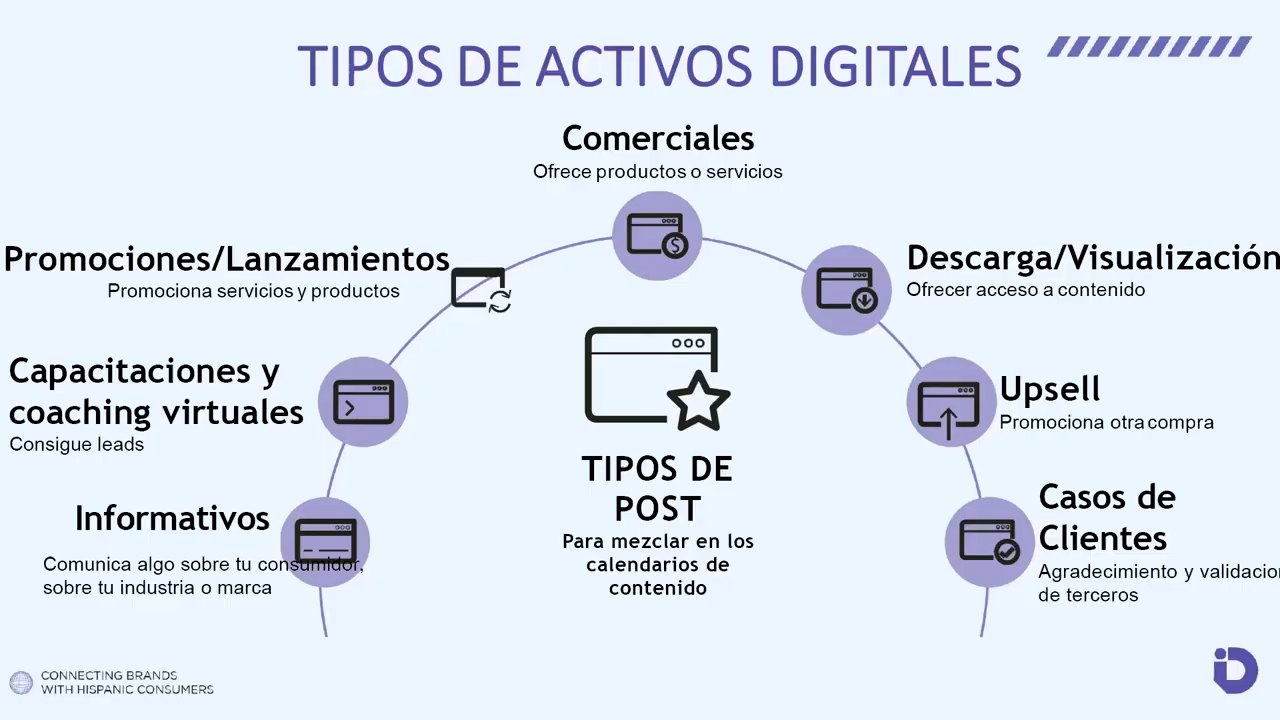 TIPOS DE ACTIVOS DIGITALES
Comerciales
Ofrece productos o servicios
Promociones/Lanzamientos
Promociona servicios y productos
Descarga/Visualización
Ofrecer acceso a contenido
Capacitaciones y
coaching virtuales
Consigue leads
Upsell
Promociona otra compra
Informativos
Comunica algo sobre tu consumidor,
sobre tu industria o marca
TIPOS DE
POST
Para mezclar en los
calendarios de
contenido
Casos de
Clientes
Agradecimiento y validacion
de terceros
CONNECTING BRANDS
WITH HISPANIC CONSUMERS